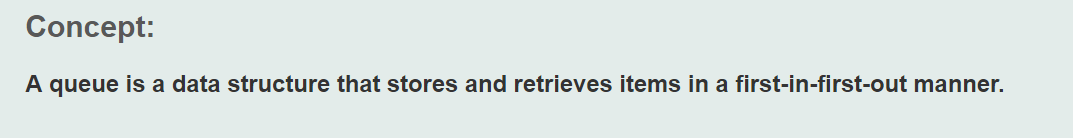 Concept:
A queue is a data structure that stores and retrieves items in a first-in-first-out manner.